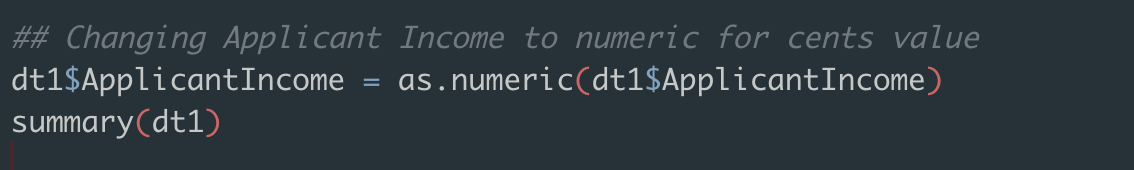 ## Changing Applicant Income to numeric for cents value
dt1$ApplicantIncome = as.numeric(dt1$ApplicantIncome)
summary(dt1)